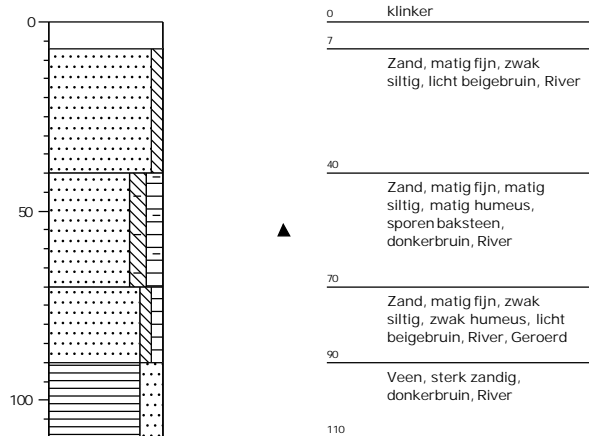 0
50
100
0
klinker
7
Zand, matig fijn, zwak
siltig, licht beigebruin, River
40
Zand, matig fijn, matig
siltig, matig humeus,
sporen baksteen,
donkerbruin, River
70
Zand, matig fijn, zwak
siltig, zwak humeus, licht
beigebruin, River, Geroerd
90
Veen, sterk zandig,
donkerbruin, River
110